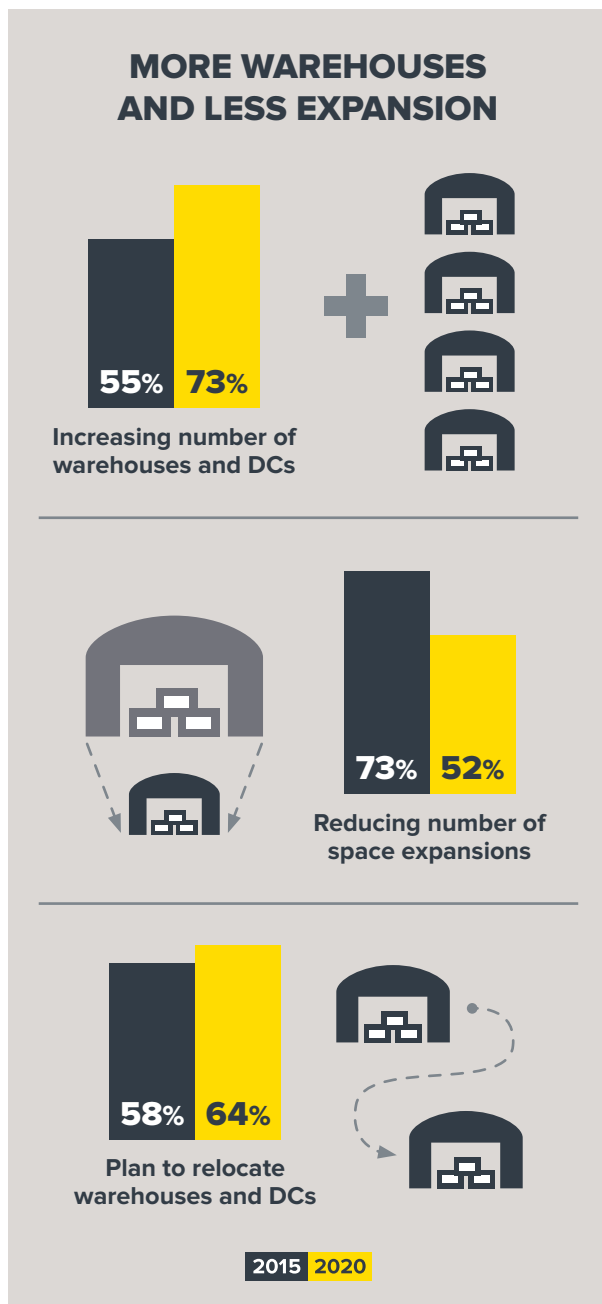 MORE WAREHOUSES
AND LESS EXPANSION
55% 73%
Increasing number of
warehouses and DCs
73% 52%
Reducing number of
space expansions
58% 64%
Plan to relocate
warehouses and DCs
2015 2020